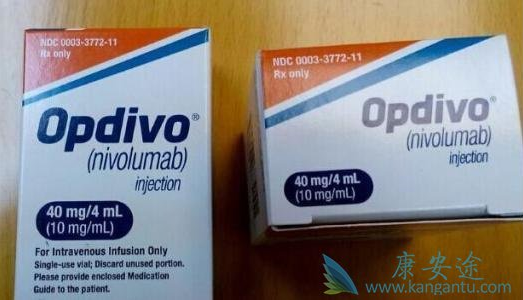 NDC 0003-3772-11
Rx only
Opdivo®
(nivolumab)
injection
40 mg/4 mL
(10 mg/mL)
For Intravenous Infusion Only
Single-use vial; Discard unused portion.
Please provide enclosed Medication
Guide to the patient.
NDC 0003-3772-11
Rx only
Opdivo®
(nivolumab)
injection
40 mg/4 mL
(10 mg/mL)
康安途
www.kangantu.com